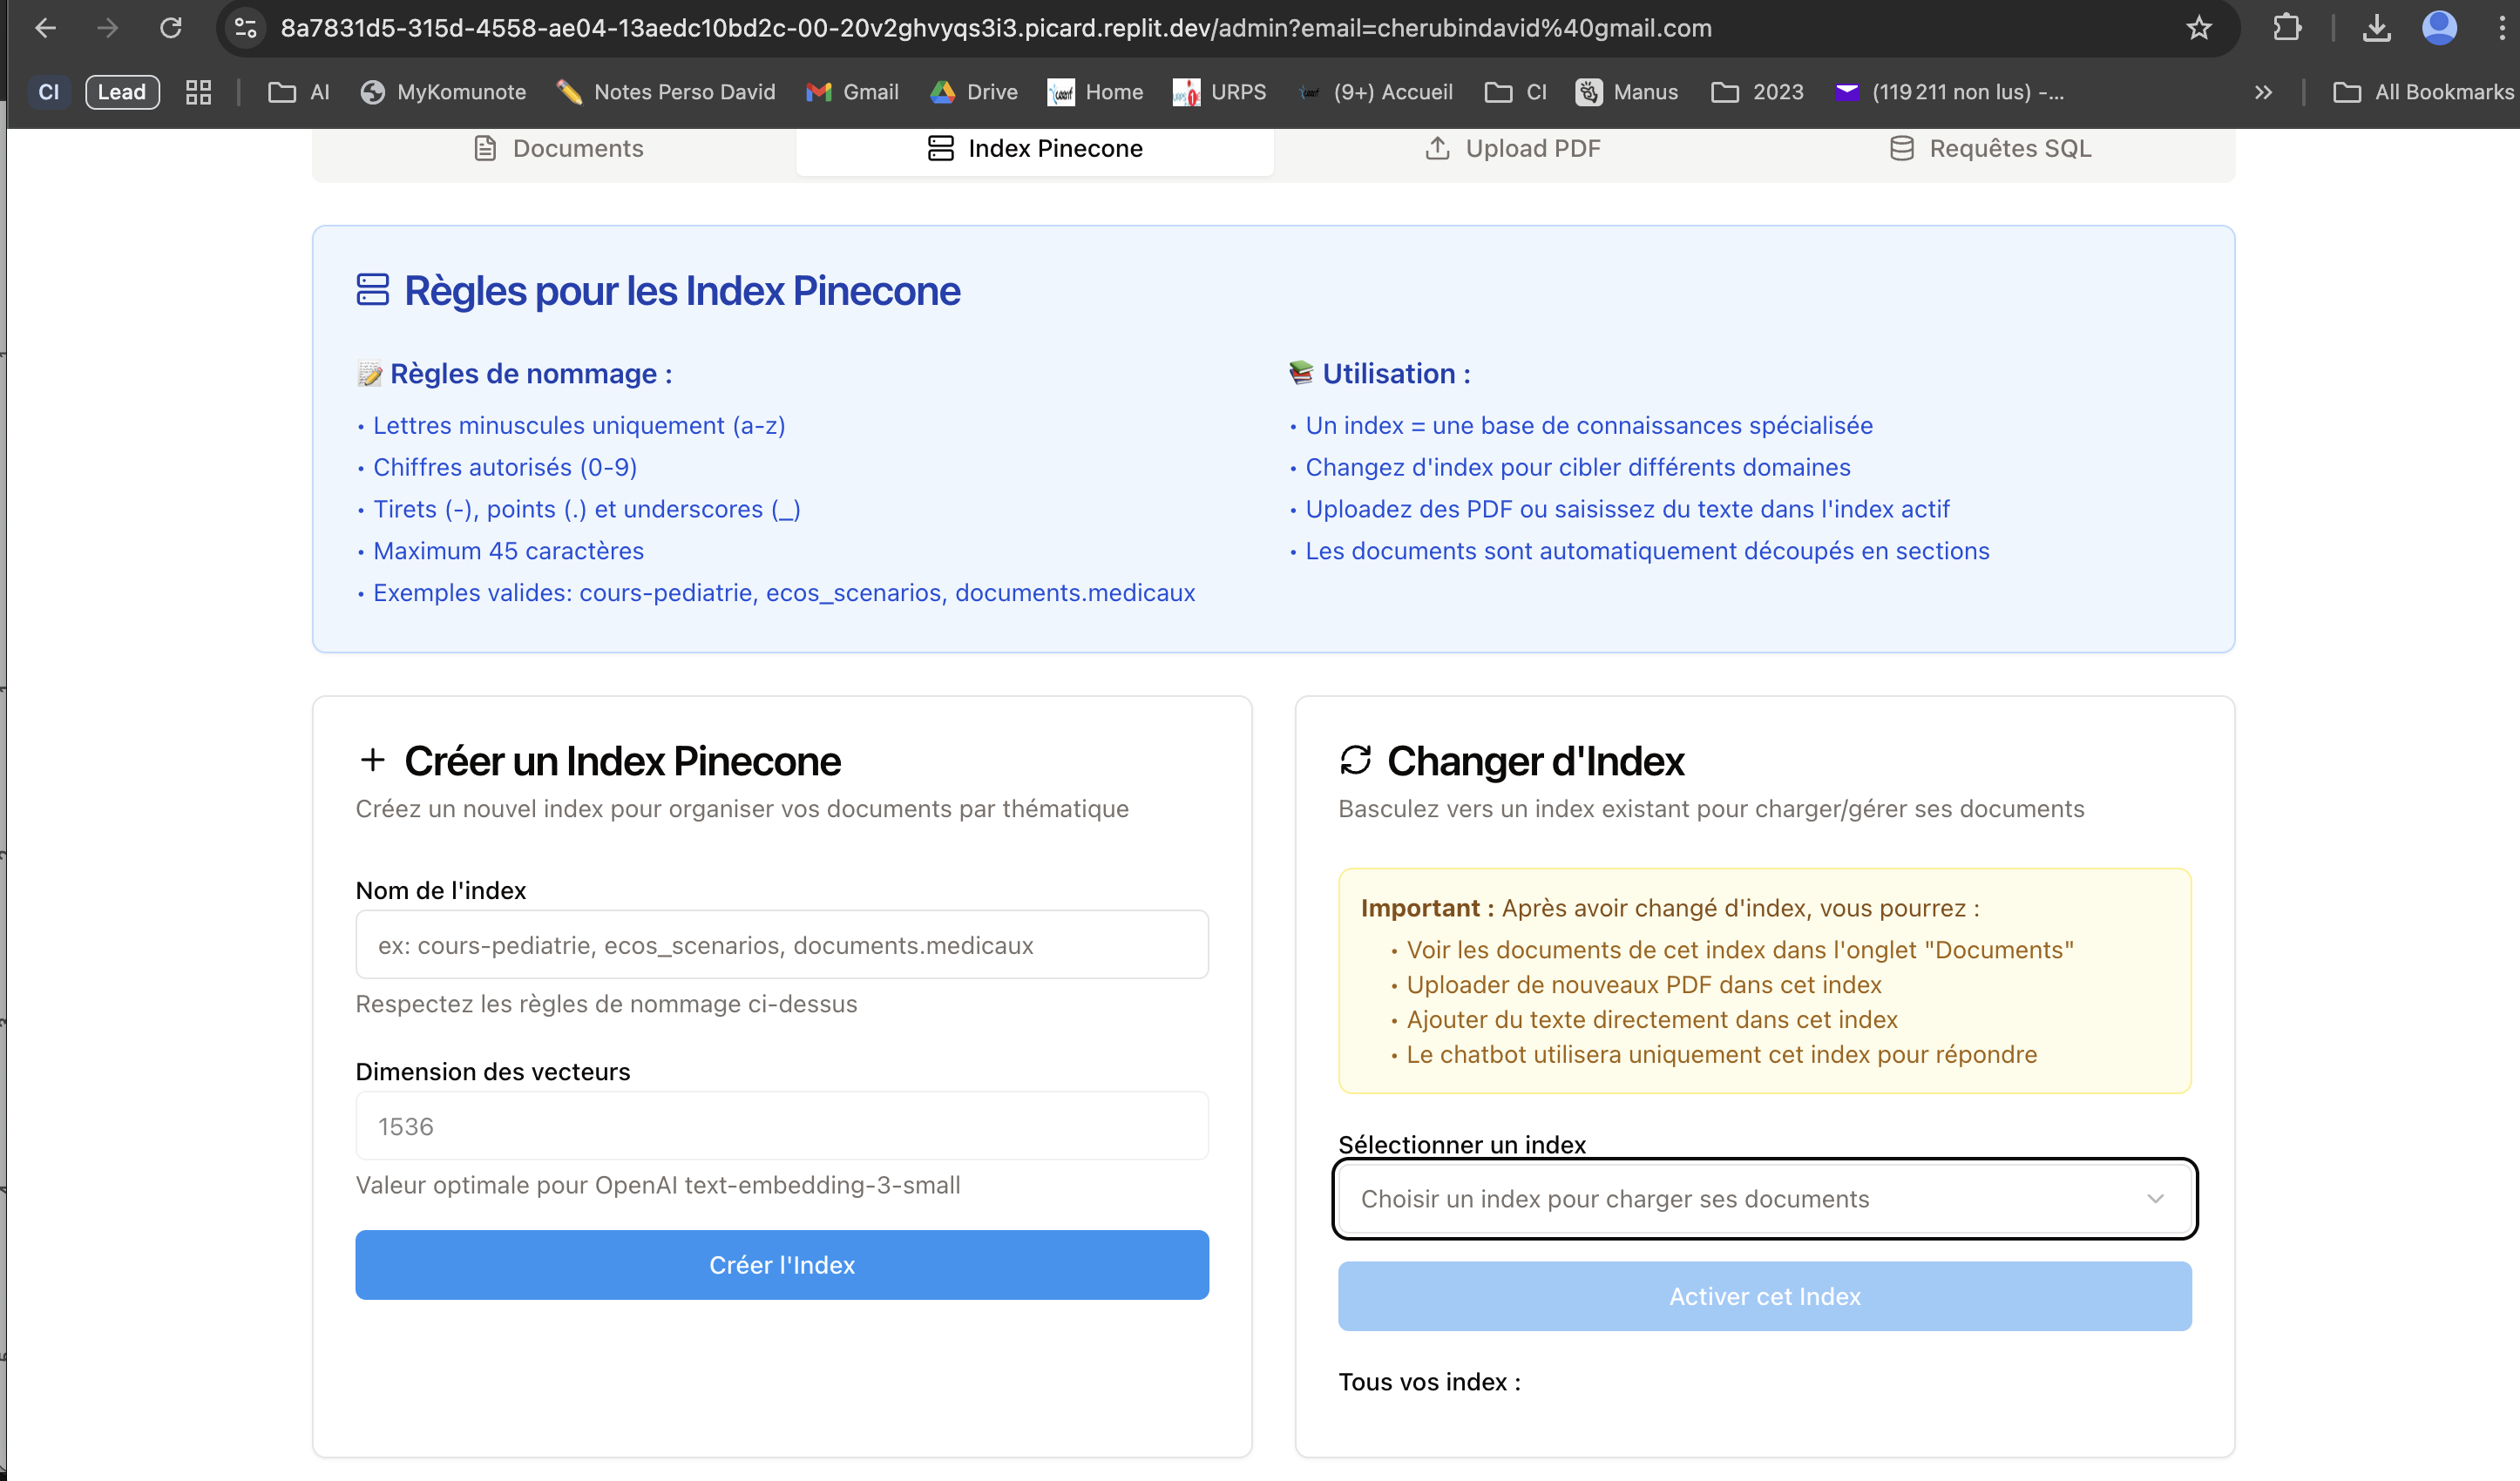 8a7831d5-315d-4558-ae04-13aedc10bd2c-00-20v2ghvyqs3i3.picard.replit.dev/admin?email=cherubindavid%40gmail.com
CI Lead AI MyKomunote Notes Perso David Gmail Drive Home URPS (9+) Accueil CI Manus 2023 (119 211 non lus) -... All Bookmarks
Documents Index Pinecone Upload PDF Requêtes SQL
Règles pour les Index Pinecone
Règles de nommage :
• Lettres minuscules uniquement (a-z)
• Chiffres autorisés (0-9)
• Tirets (-), points (.) et underscores (_)
• Maximum 45 caractères
• Exemples valides: cours-pediatrie, ecos_scenarios, documents.medicaux
Utilisation :
• Un index = une base de connaissances spécialisée
• Changez d'index pour cibler différents domaines
• Uploadez des PDF ou saisissez du texte dans l'index actif
• Les documents sont automatiquement découpés en sections
Créer un Index Pinecone
Créez un nouvel index pour organiser vos documents par thématique
Nom de l'index
ex: cours-pediatrie, ecos_scenarios, documents.medicaux
Respectez les règles de nommage ci-dessus
Dimension des vecteurs
1536
Valeur optimale pour OpenAI text-embedding-3-small
Créer l'Index
Changer d'Index
Basculez vers un index existant pour charger/gérer ses documents
Important : Après avoir changé d'index, vous pourrez :
• Voir les documents de cet index dans l'onglet "Documents"
• Uploader de nouveaux PDF dans cet index
• Ajouter du texte directement dans cet index
• Le chatbot utilisera uniquement cet index pour répondre
Sélectionner un index
Choisir un index pour charger ses documents
Activer cet Index
Tous vos index :